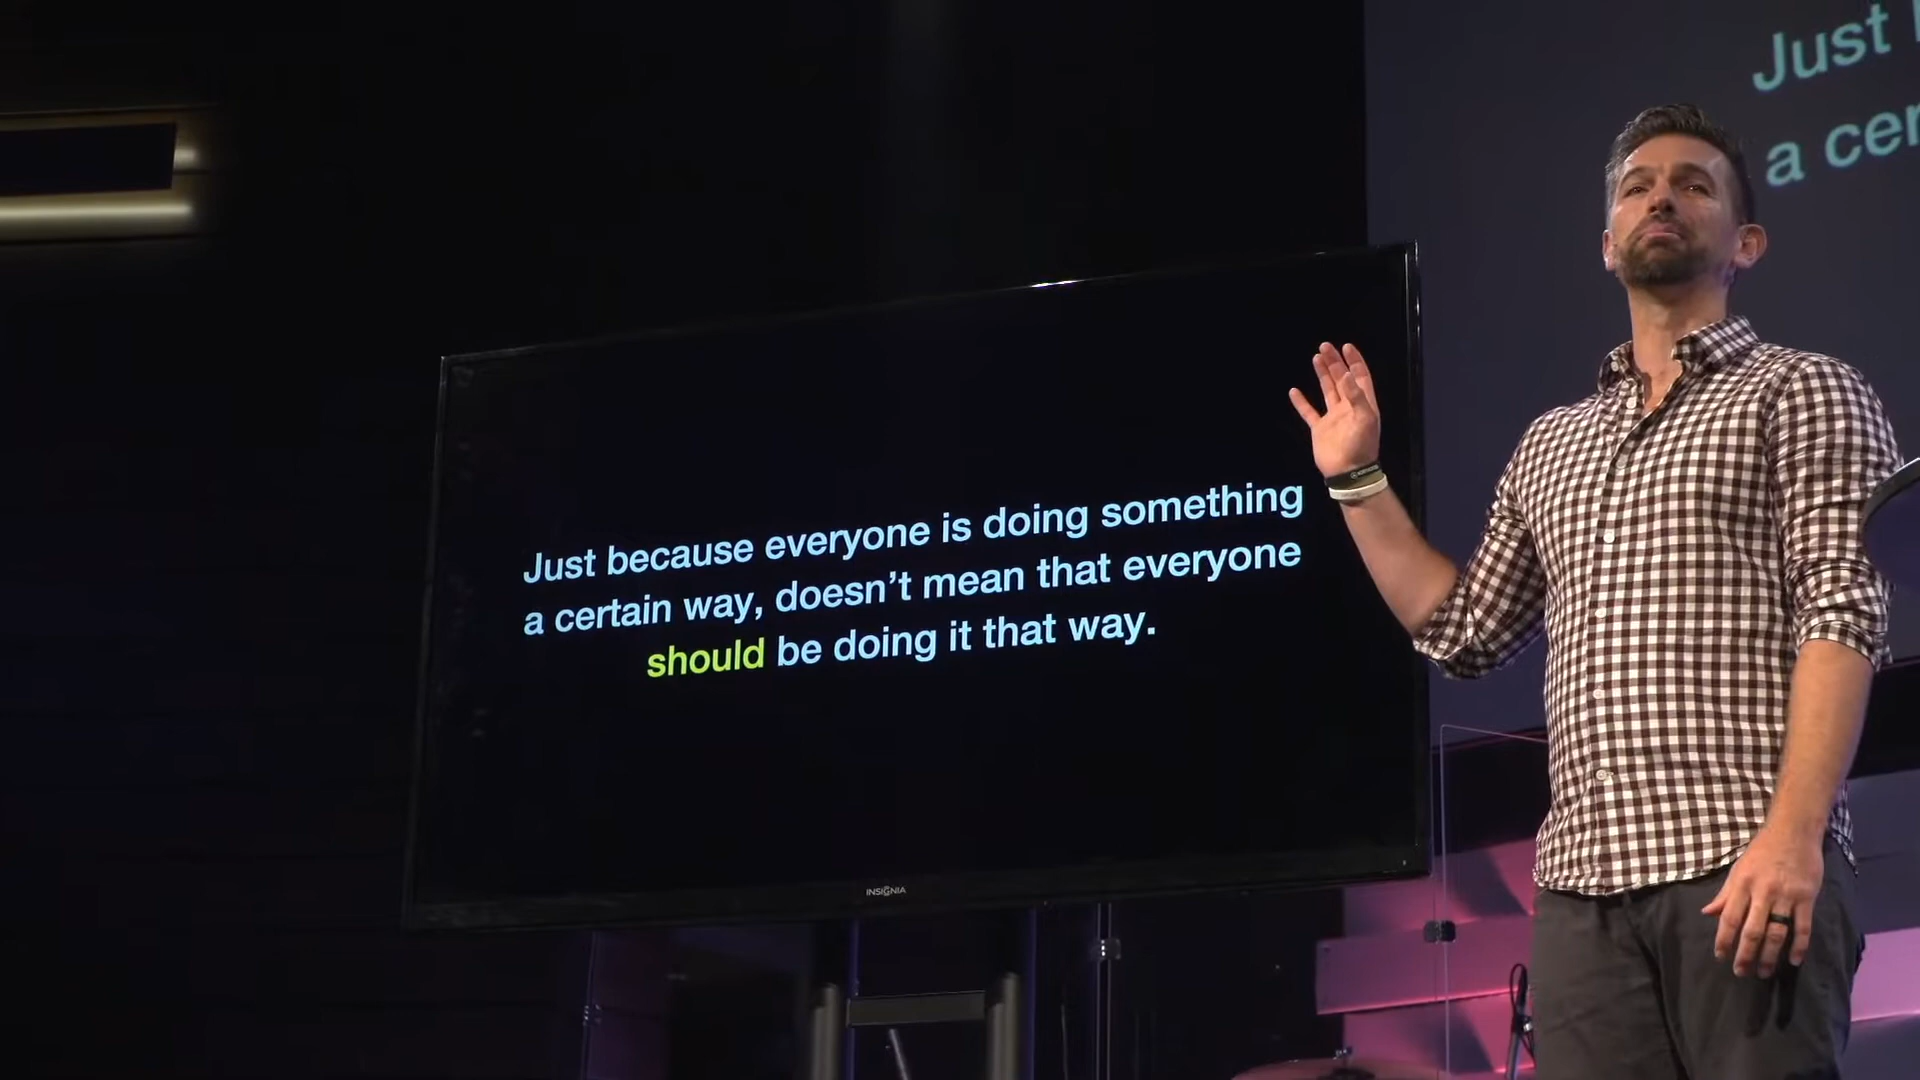 Just because everyone is doing something
a certain way, doesn’t mean that everyone
should be doing it that way.
INSIGNIA
Just
a cer